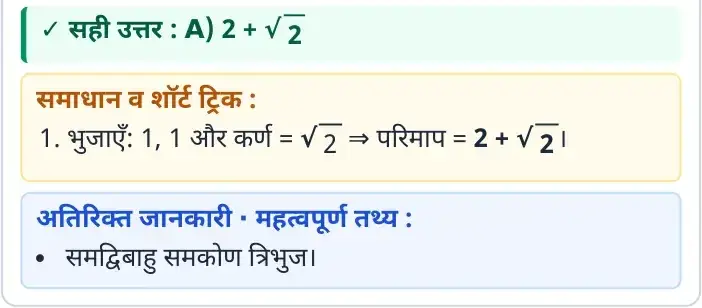 ✓ सही उत्तर : A) 2 + √2
समाधान व शॉर्ट ट्रिक :
1. भुजाएँ: 1, 1 और कर्ण = √2 ⇒ परिमाप = 2 + √2।
अतिरिक्त जानकारी · महत्वपूर्ण तथ्य :
• समद्विबाहु समकोण त्रिभुज।